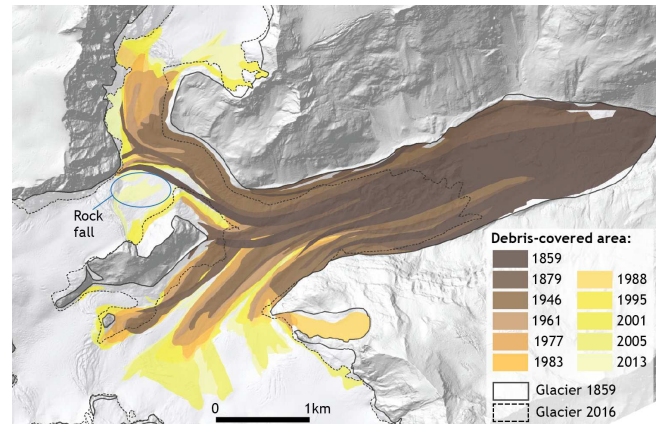 Rock
fall
Debris-covered area:
1859
1879
1946
1961
1977
1983
1988
1995
2001
2005
2013
Glacier 1859
Glacier 2016
0 1km